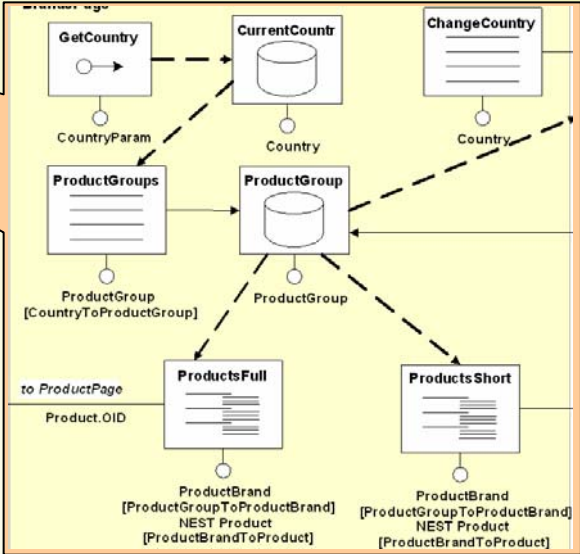 BrandsPage
GetCountry
CurrentCountr
ChangeCountry
CountryParam
Country
Country
ProductGroups
ProductGroup
ProductGroup
[CountryToProductGroup]
ProductGroup
to ProductPage
Product.OID
ProductsFull
ProductsShort
ProductBrand
[ProductGroupToProductBrand]
NEST Product
[ProductBrandToProduct]
ProductBrand
[ProductGroupToProductBrand]
NEST Product
[ProductBrandToProduct]